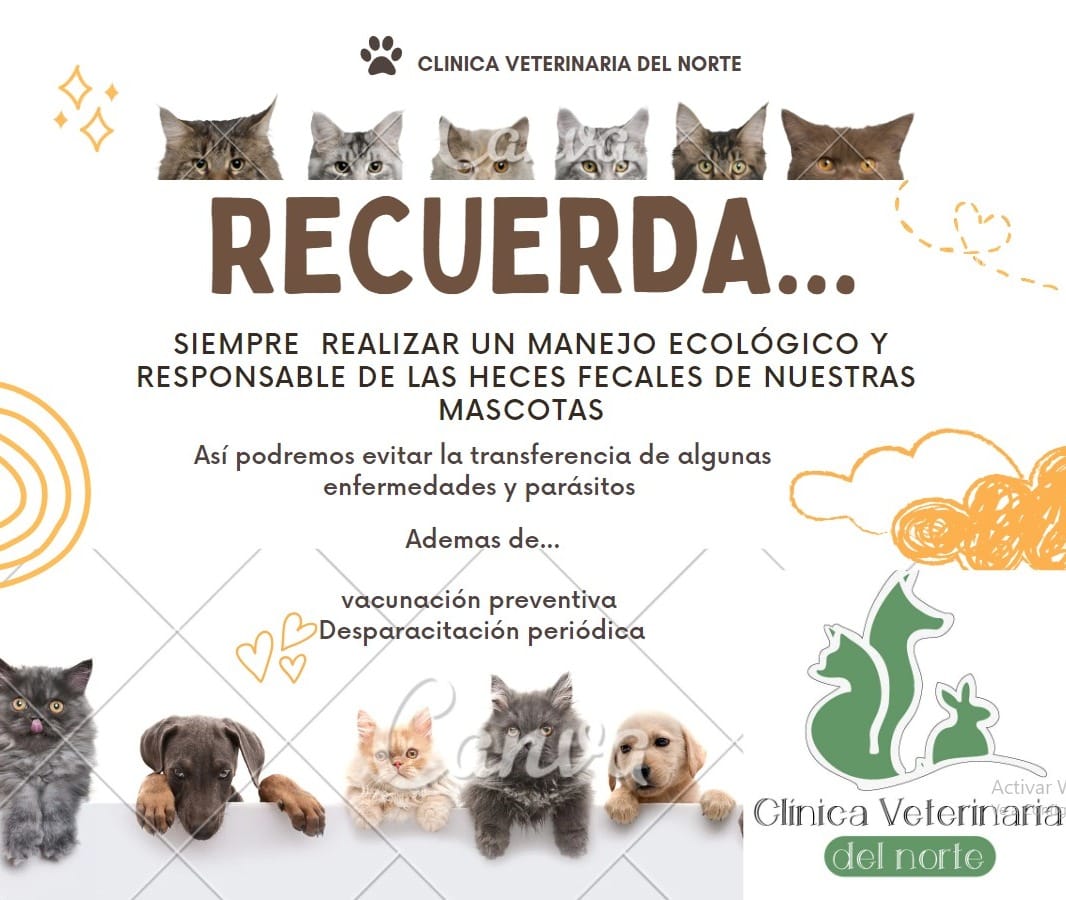 CLINICA VETERINARIA DEL NORTE
Canva
RECUERDA...
SIEMPRE REALIZAR UN MANEJO ECOLÓGICO Y
RESPONSABLE DE LAS HECES FECALES DE NUESTRAS
MASCOTAS
Así podremos evitar la transferencia de algunas
enfermedades y parásitos
Ademas de...
vacunación preventiva
Desparacitación periódica
Canva
Activar W
Clínica Veterinaria
del norte